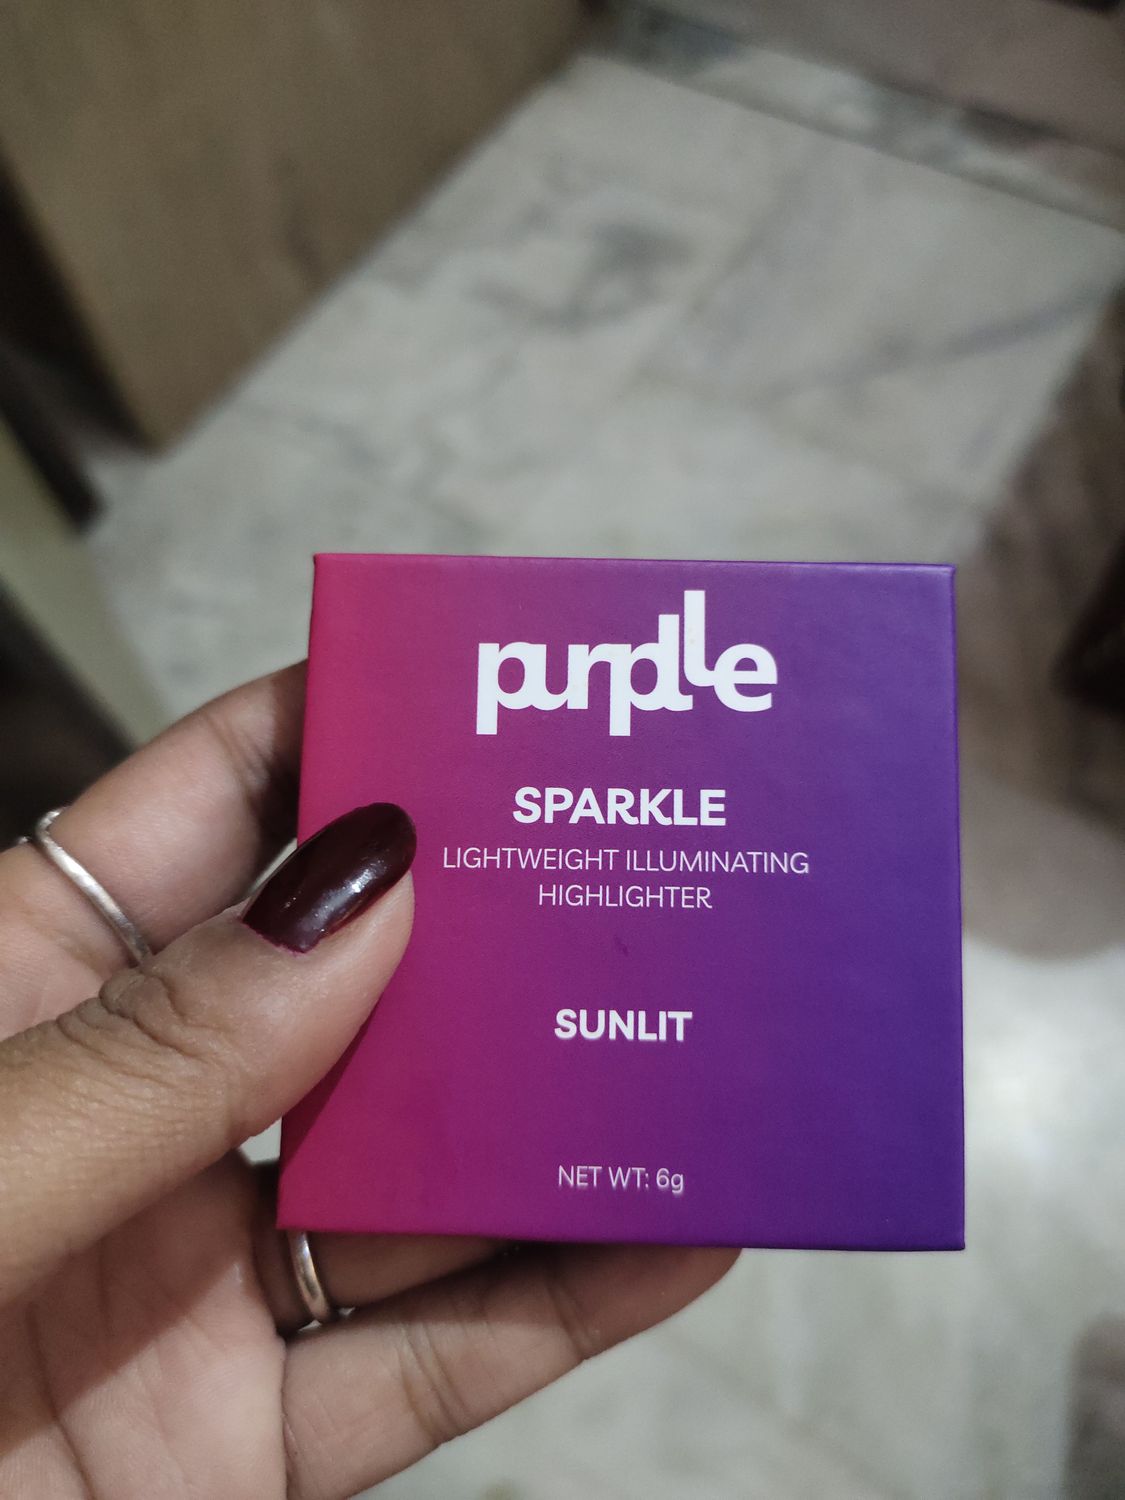 purplle
SPARKLE
LIGHTWEIGHT ILLUMINATING
HIGHLIGHTER
SUNLIT
NET WT: 6g